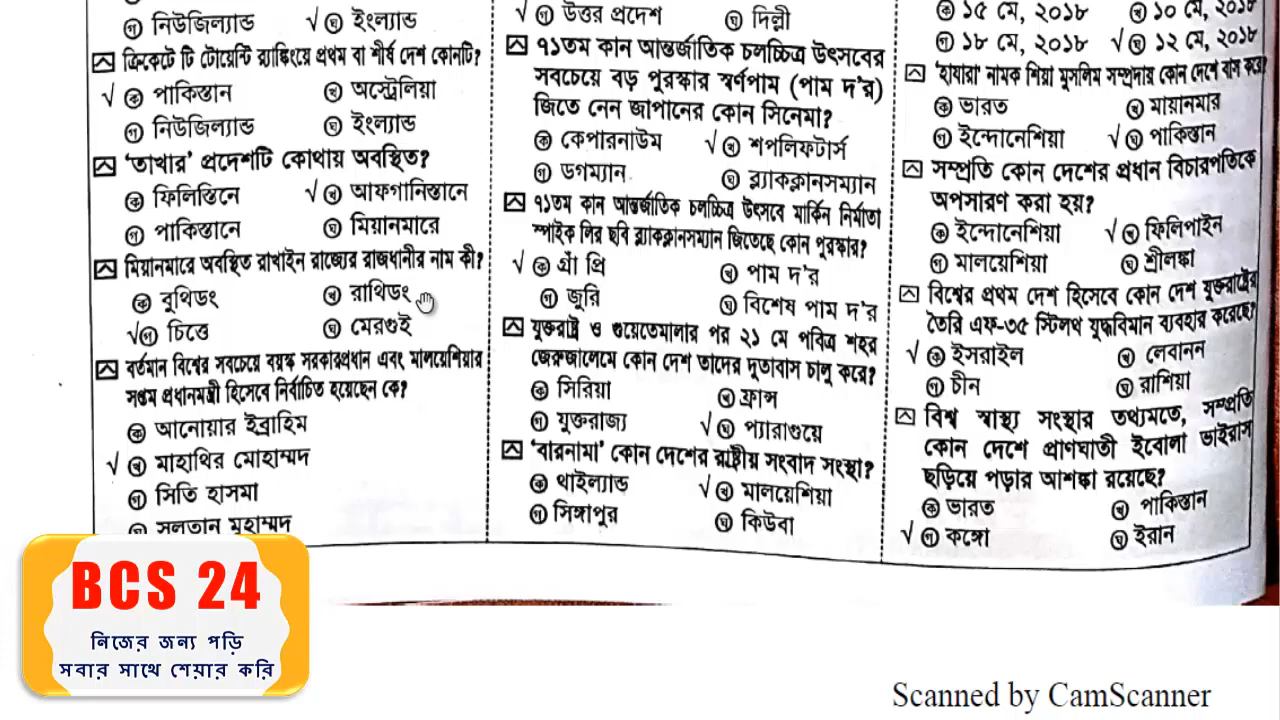 গ নিউজিল্যান্ড √ ঘ ইংল্যান্ড
ক্রিকেটে টি টোয়েন্টি র‍্যাঙ্কিংয়ে প্রথম বা শীর্ষ দেশ কোনটি?
√ ক পাকিস্তান খ অস্ট্রেলিয়া
গ নিউজিল্যান্ড ঘ ইংল্যান্ড
‘তাখার’ প্রদেশটি কোথায় অবস্থিত?
ক ফিলিস্তিনে √ খ আফগানিস্তানে
গ পাকিস্তানে ঘ মিয়ানমারে
মিয়ানমারে অবস্থিত রাখাইন রাজ্যের রাজধানীর নাম কী?
ক বুথিডং খ রাথিডং
√ গ চিত্তে ঘ মেরগুই
বর্তমান বিশ্বের সবচেয়ে বয়স্ক সরকারপ্রধান এবং মালয়েশিয়ার
সপ্তম প্রধানমন্ত্রী হিসেবে নির্বাচিত হয়েছেন কে?
ক আনোয়ার ইব্রাহিম
√ খ মাহাথির মোহাম্মদ
গ সিতি হাসমা
ঘ সুলতান মুহাম্মদ
√ গ উত্তর প্রদেশ ঘ দিল্লী
৭১তম কান আন্তর্জাতিক চলচ্চিত্র উৎসবের
সবচেয়ে বড় পুরস্কার স্বর্ণপাম (পাম দ’র)
জিতে নেন জাপানের কোন সিনেমা?
ক কেপারনাউম √ খ শপলিফটার্স
গ ডগম্যান ঘ ব্ল্যাকক্লানসম্যান
৭১তম কান আন্তর্জাতিক চলচ্চিত্র উৎসবে মার্কিন নির্মাতা
স্পাইক লির ছবি ব্ল্যাকক্লানসম্যান জিতেছে কোন পুরস্কার?
√ ক গ্রাঁ প্রি খ পাম দ’র
গ জুরি ঘ বিশেষ পাম দ’র
যুক্তরাষ্ট্র ও গুয়েতেমালার পর ২১ মে পবিত্র শহর
জেরুজালেমে কোন দেশ তাদের দূতাবাস চালু করে?
ক সিরিয়া খ ফ্রান্স
গ যুক্তরাজ্য √ ঘ প্যারাগুয়ে
‘বারনামা’ কোন দেশের রাষ্ট্রীয় সংবাদ সংস্থা?
ক থাইল্যান্ড √ খ মালয়েশিয়া
গ সিঙ্গাপুর ঘ কিউবা
ক ১৫ মে, ২০১৮ খ ১০ মে, ২০১৮
গ ১৮ মে, ২০১৮ √ ঘ ১২ মে, ২০১৮
‘হাযারা’ নামক শিয়া মুসলিম সম্প্রদায় কোন দেশে বাস করে?
ক ভারত খ মায়ানমার
গ ইন্দোনেশিয়া √ ঘ পাকিস্তান
সম্প্রতি কোন দেশের প্রধান বিচারপতিকে
অপসারণ করা হয়?
ক ইন্দোনেশিয়া √ খ ফিলিপাইন
গ মালয়েশিয়া ঘ শ্রীলঙ্কা
বিশ্বের প্রথম দেশ হিসেবে কোন দেশ যুক্তরাষ্ট্রের
তৈরি এফ-৩৫ স্টিলথ যুদ্ধবিমান ব্যবহার করেছে?
√ ক ইসরাইল খ লেবানন
গ চীন ঘ রাশিয়া
বিশ্ব স্বাস্থ্য সংস্থার তথ্যমতে, সম্প্রতি
কোন দেশে প্রাণঘাতী ইবোলা ভাইরাস
ছড়িয়ে পড়ার আশঙ্কা রয়েছে?
ক ভারত খ পাকিস্তান
√ গ কঙ্গো ঘ ইরান
BCS 24
নিজের জন্য পড়ি
সবার সাথে শেয়ার করি
Scanned by CamScanner